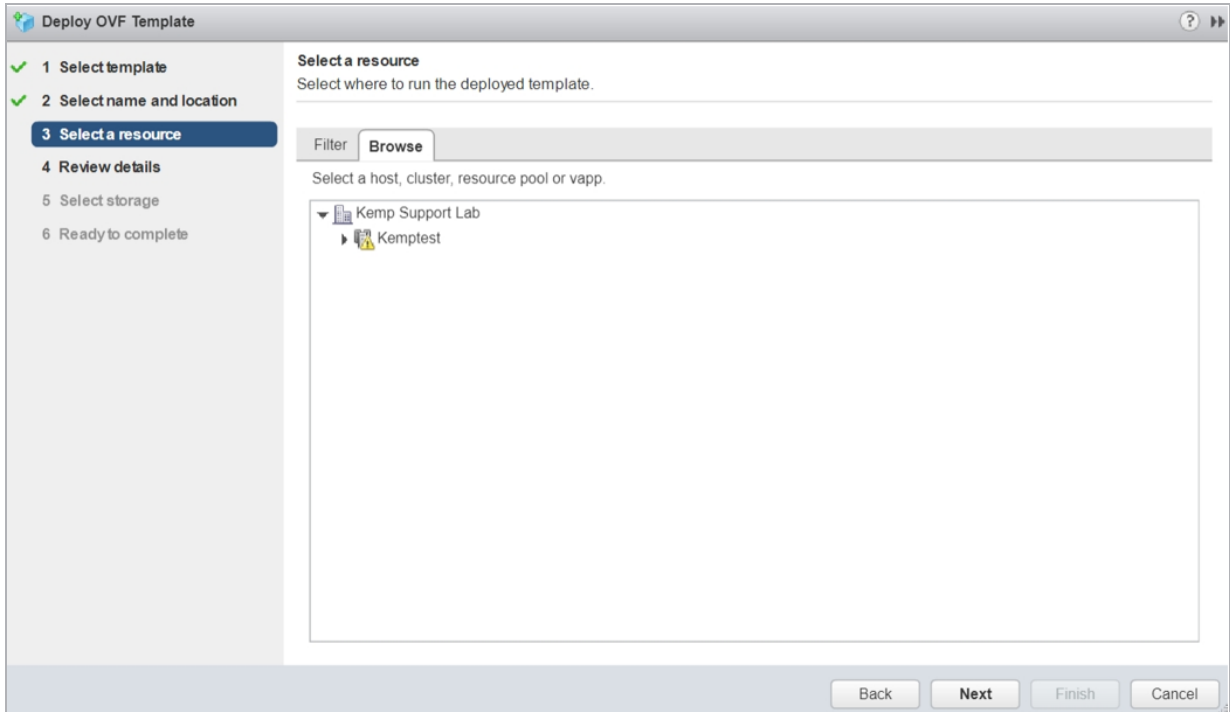 Deploy OVF Template
?
1 Select template
2 Select name and location
3 Select a resource
4 Review details
5 Select storage
6 Ready to complete
Select a resource
Select where to run the deployed template.
Filter Browse
Select a host, cluster, resource pool or vapp.
Kemp Support Lab
Kemptest
Back Next Finish Cancel